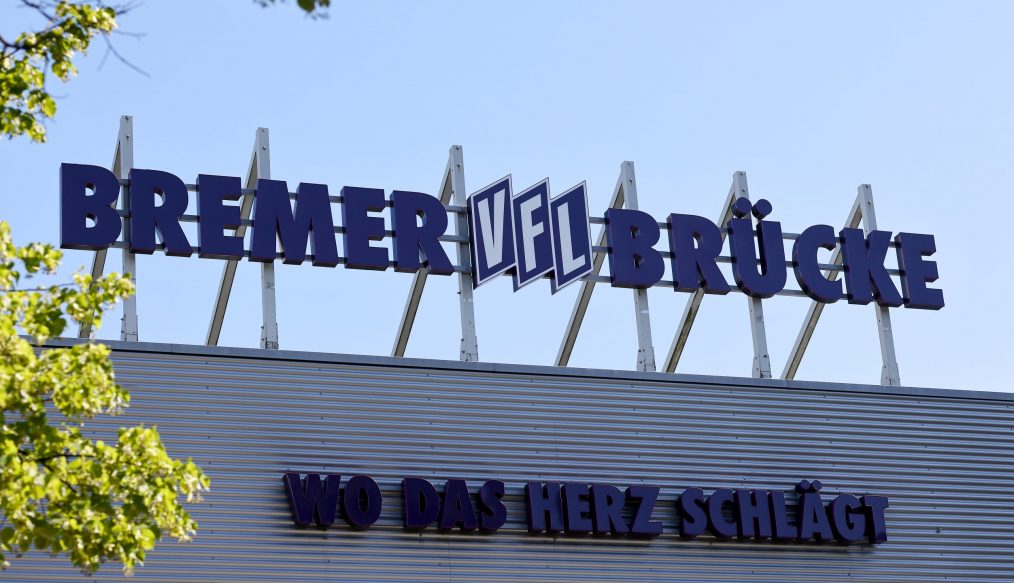 BREMER VFL BRÜCKE
WO DAS HERZ SCHLÄGT